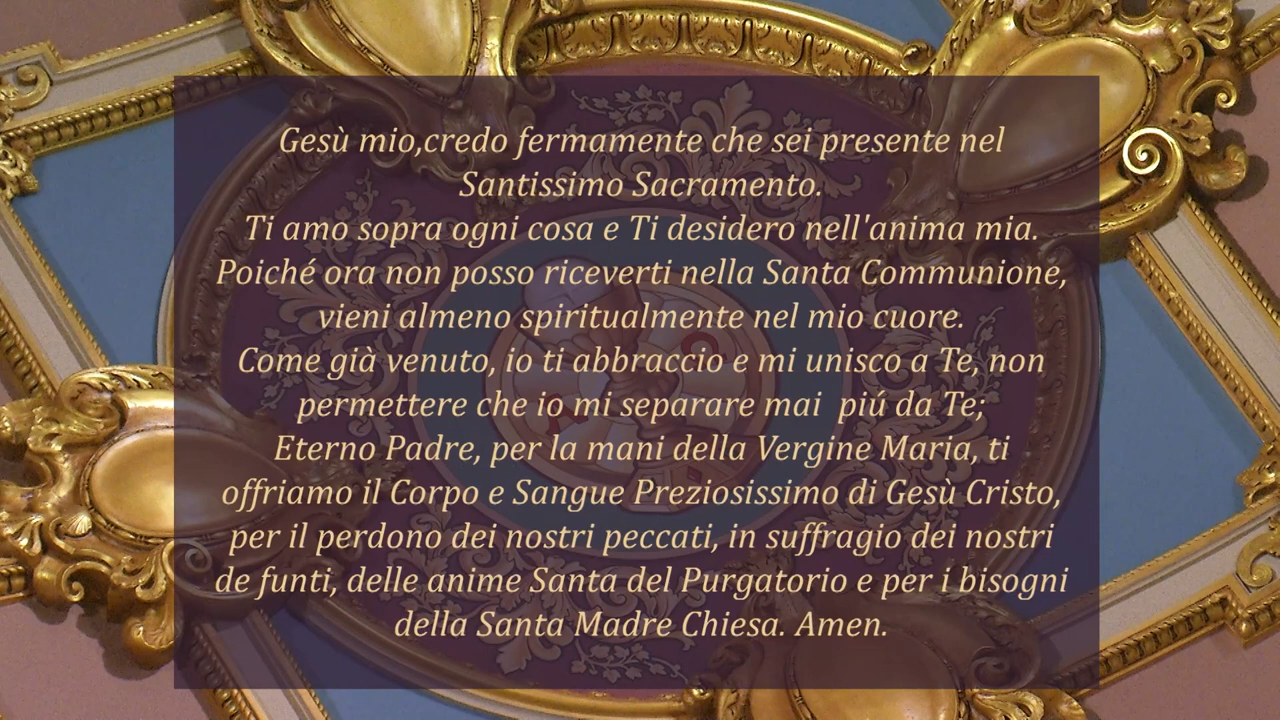 Gesù mio,credo fermamente che sei presente nel
Santissimo Sacramento.
Ti amo sopra ogni cosa e Ti desidero nell'anima mia.
Poiché ora non posso riceverti nella Santa Communione,
vieni almeno spiritualmente nel mio cuore.
Come già venuto, io ti abbraccio e mi unisco a Te, non
permettere che io mi separare mai  piú da Te;
Eterno Padre, per la mani della Vergine Maria, ti
offriamo il Corpo e Sangue Preziosissimo di Gesù Cristo,
per il perdono dei nostri peccati, in suffragio dei nostri
de funti, delle anime Santa del Purgatorio e per i bisogni
della Santa Madre Chiesa. Amen.